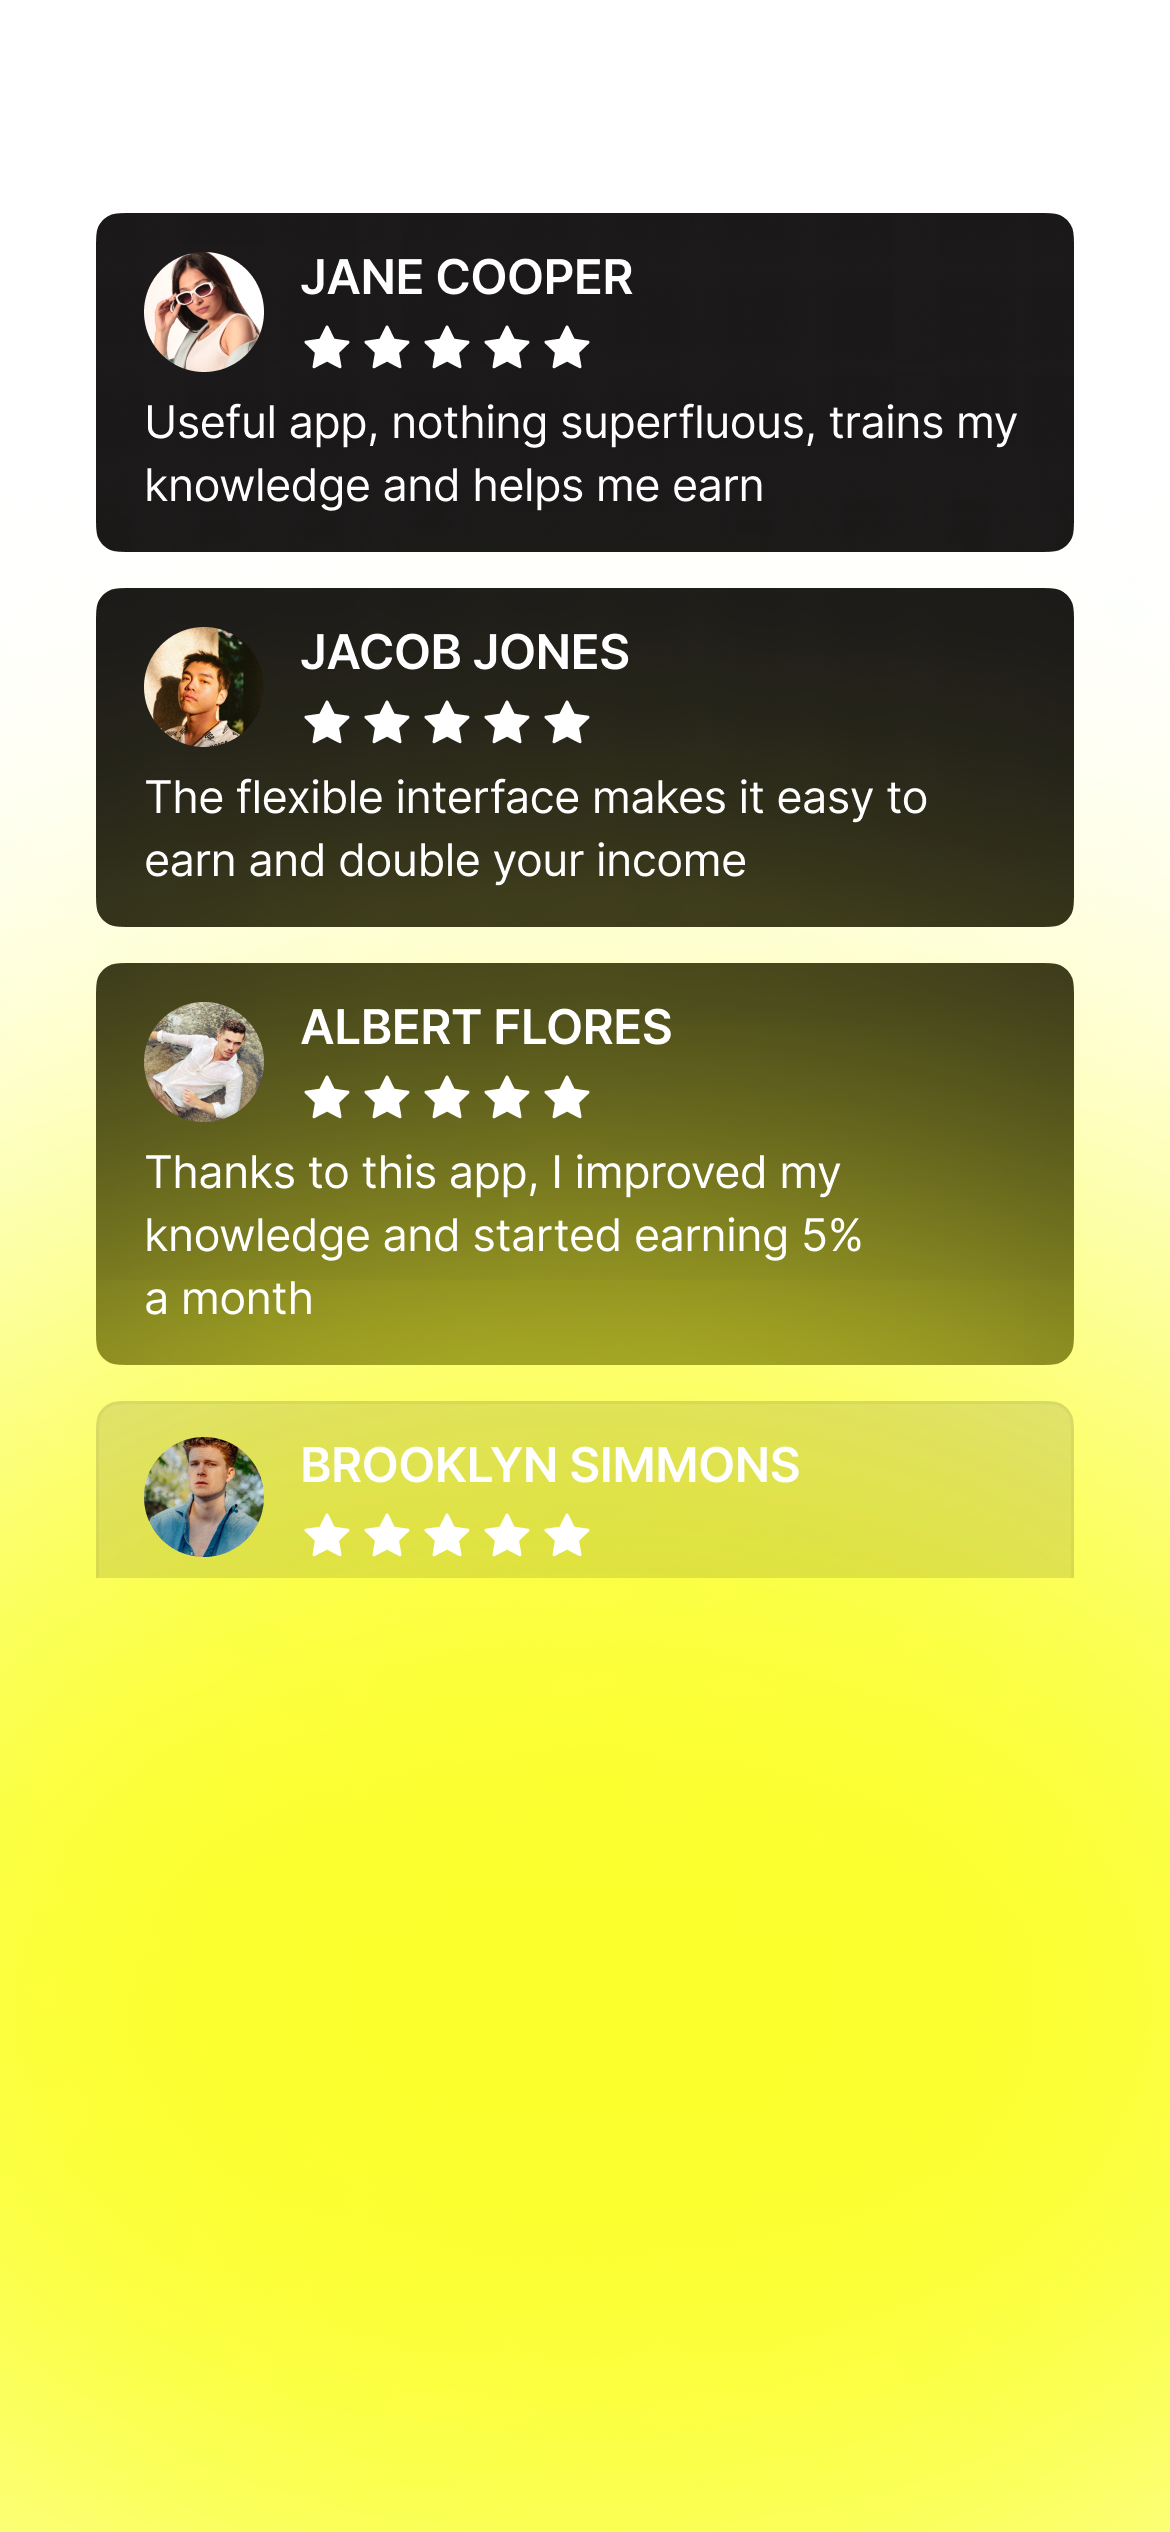 JANE COOPER
Useful app, nothing superfluous, trains my
knowledge and helps me earn
JACOB JONES
The flexible interface makes it easy to
earn and double your income
ALBERT FLORES
Thanks to this app, I improved my
knowledge and started earning 5%
a month
BROOKLYN SIMMONS